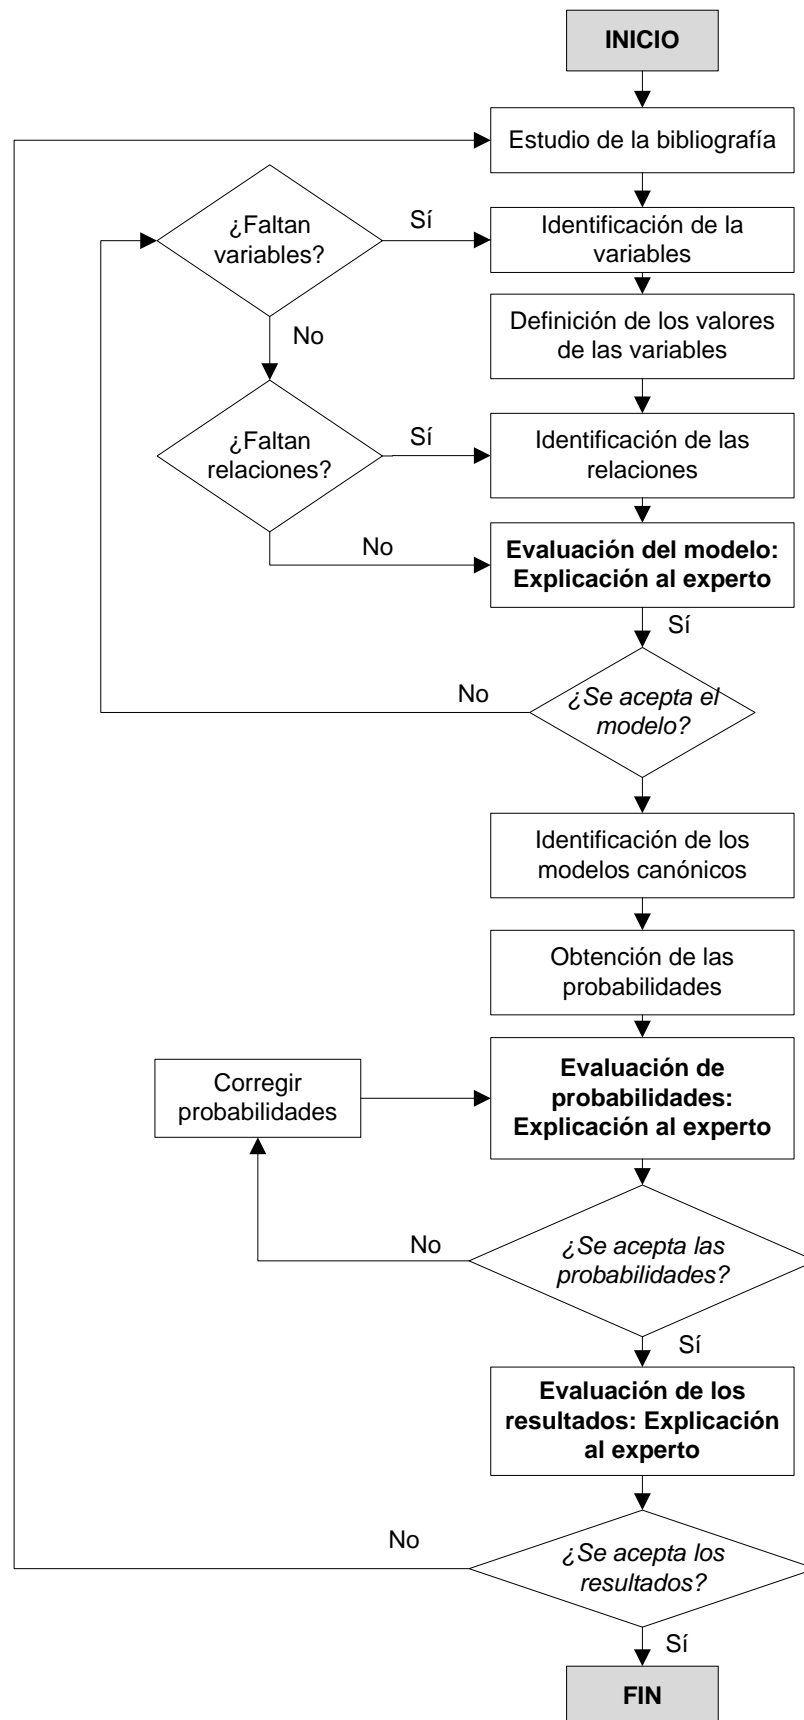 INICIO
Estudio de la bibliografía
¿Faltan
variables?
Sí
Identificación de la
variables
No
Definición de los valores
de las variables
¿Faltan
relaciones?
Sí
Identificación de las
relaciones
No
Evaluación del modelo:
Explicación al experto
Sí
No
¿Se acepta el
modelo?
Identificación de los
modelos canónicos
Obtención de las
probabilidades
Corregir
probabilidades
Evaluación de
probabilidades:
Explicación al experto
No
¿Se acepta las
probabilidades?
Sí
Evaluación de los
resultados: Explicación
al experto
No
¿Se acepta los
resultados?
Sí
FIN